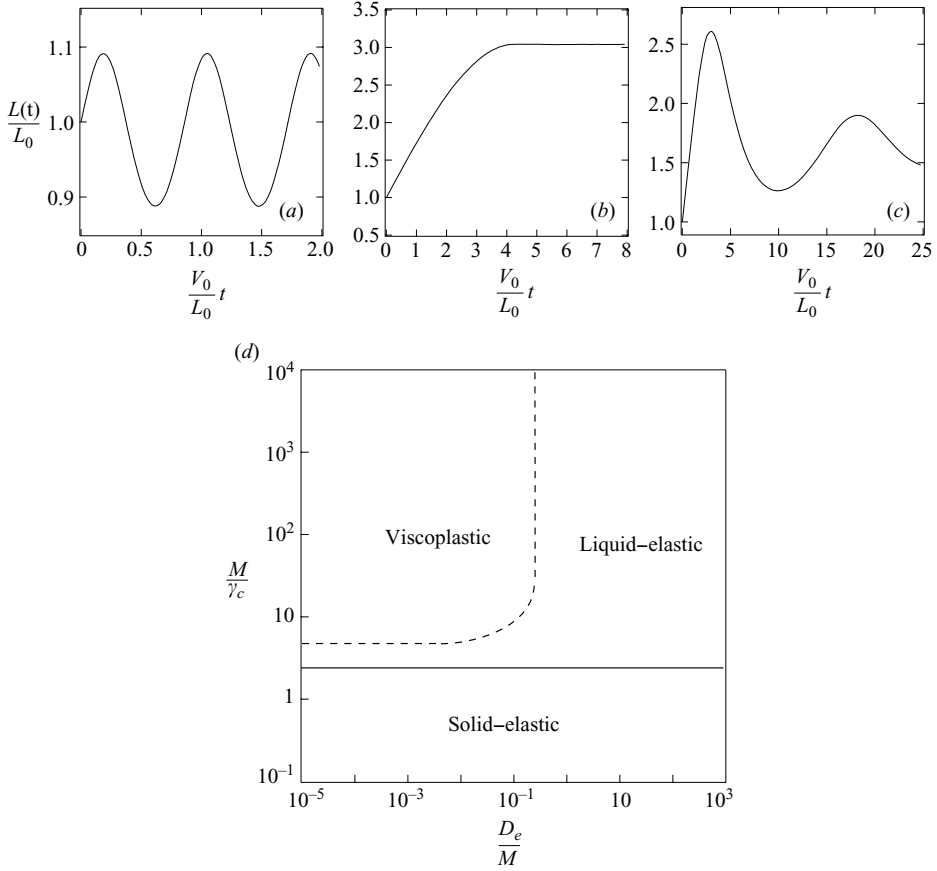 L(t)
L0
1.1
1.0
0.9
0 0.5 1.0 1.5 2.0
(a)
V0
L0
t
3.5
3.0
2.5
2.0
1.5
1.0
0.5
0 1 2 3 4 5 6 7 8
(b)
V0
L0
t
2.5
2.0
1.5
1.0
0 5 10 15 20 25
(c)
V0
L0
t
(d)
10^4
10^3
10^2
10
1
10^–1
M
γc
Viscoplastic
Liquid–elastic
Solid–elastic
10^–5 10^–3 10^–1 10 10^3
De
M